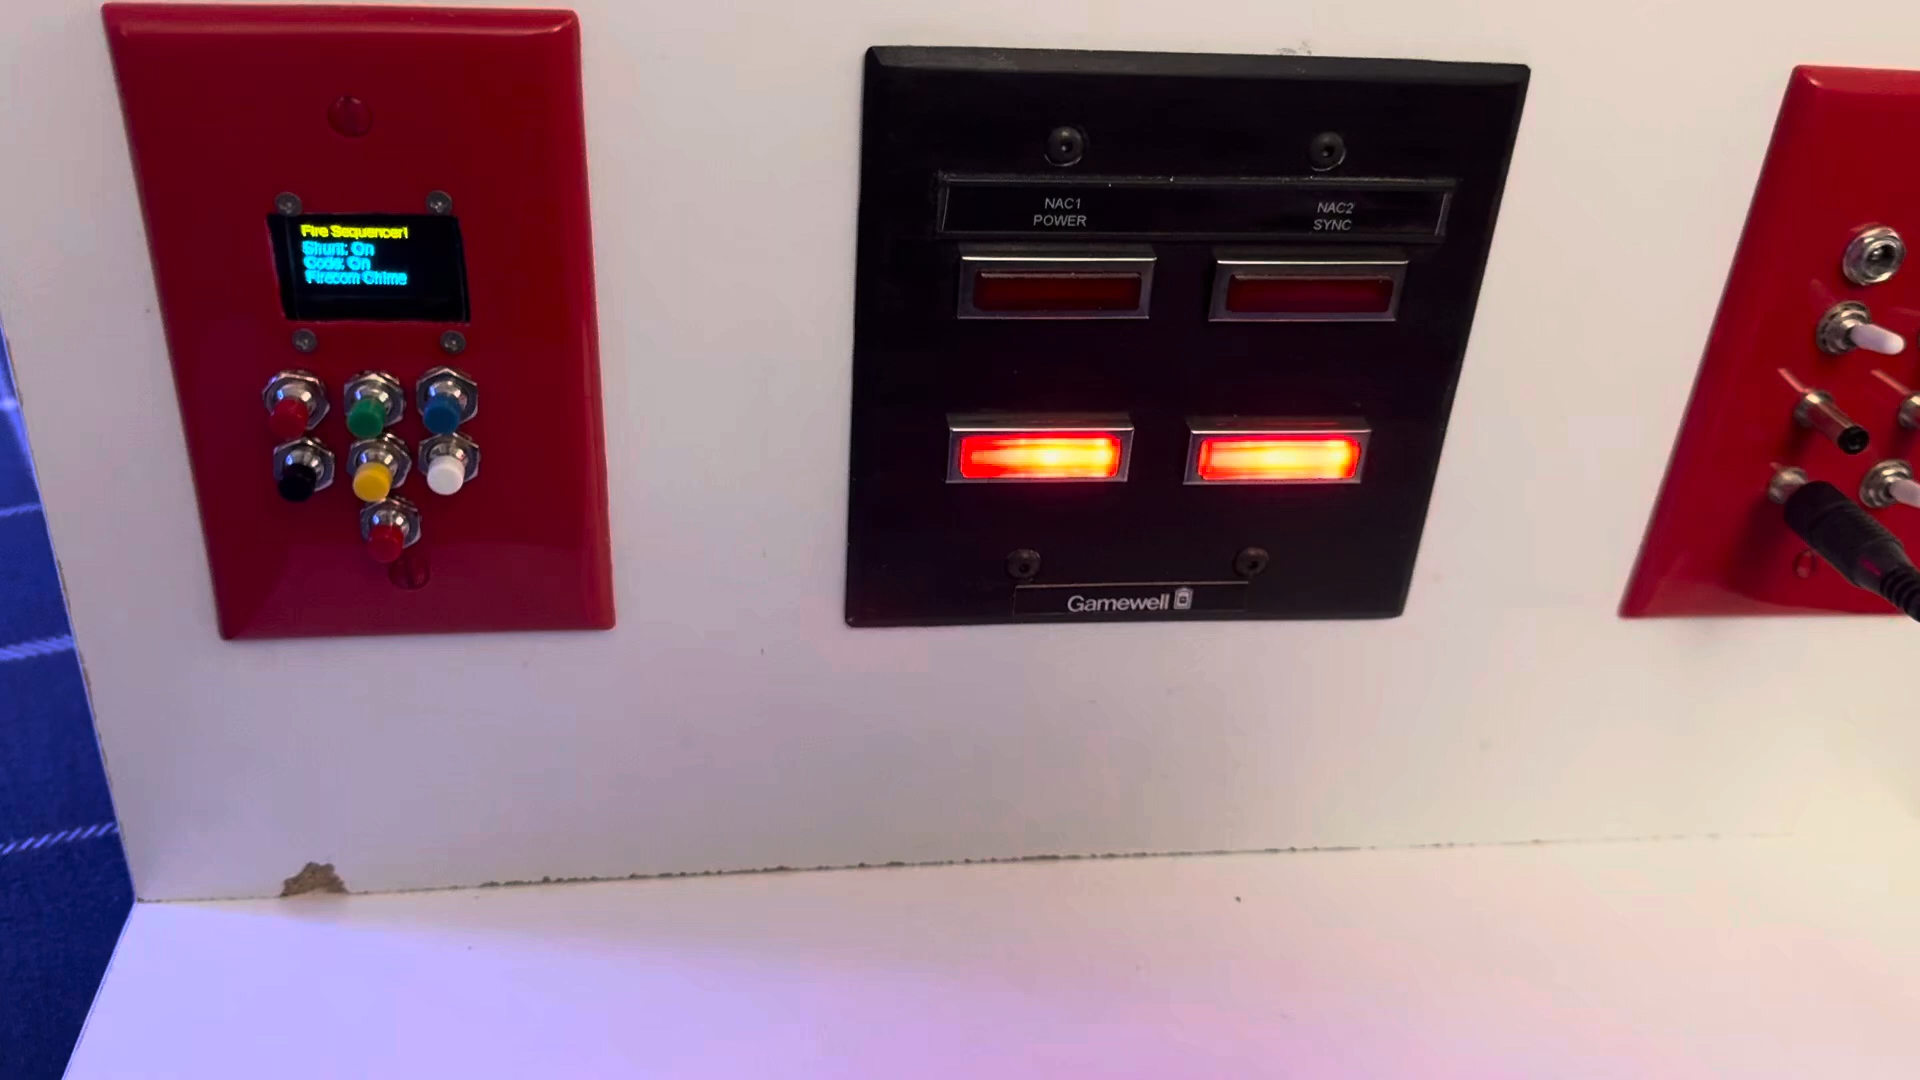 Fire Sequencer!
Shunt: On
Code: On
Firecom Chime
NAC1
POWER
NAC2
SYNC
Gamewell